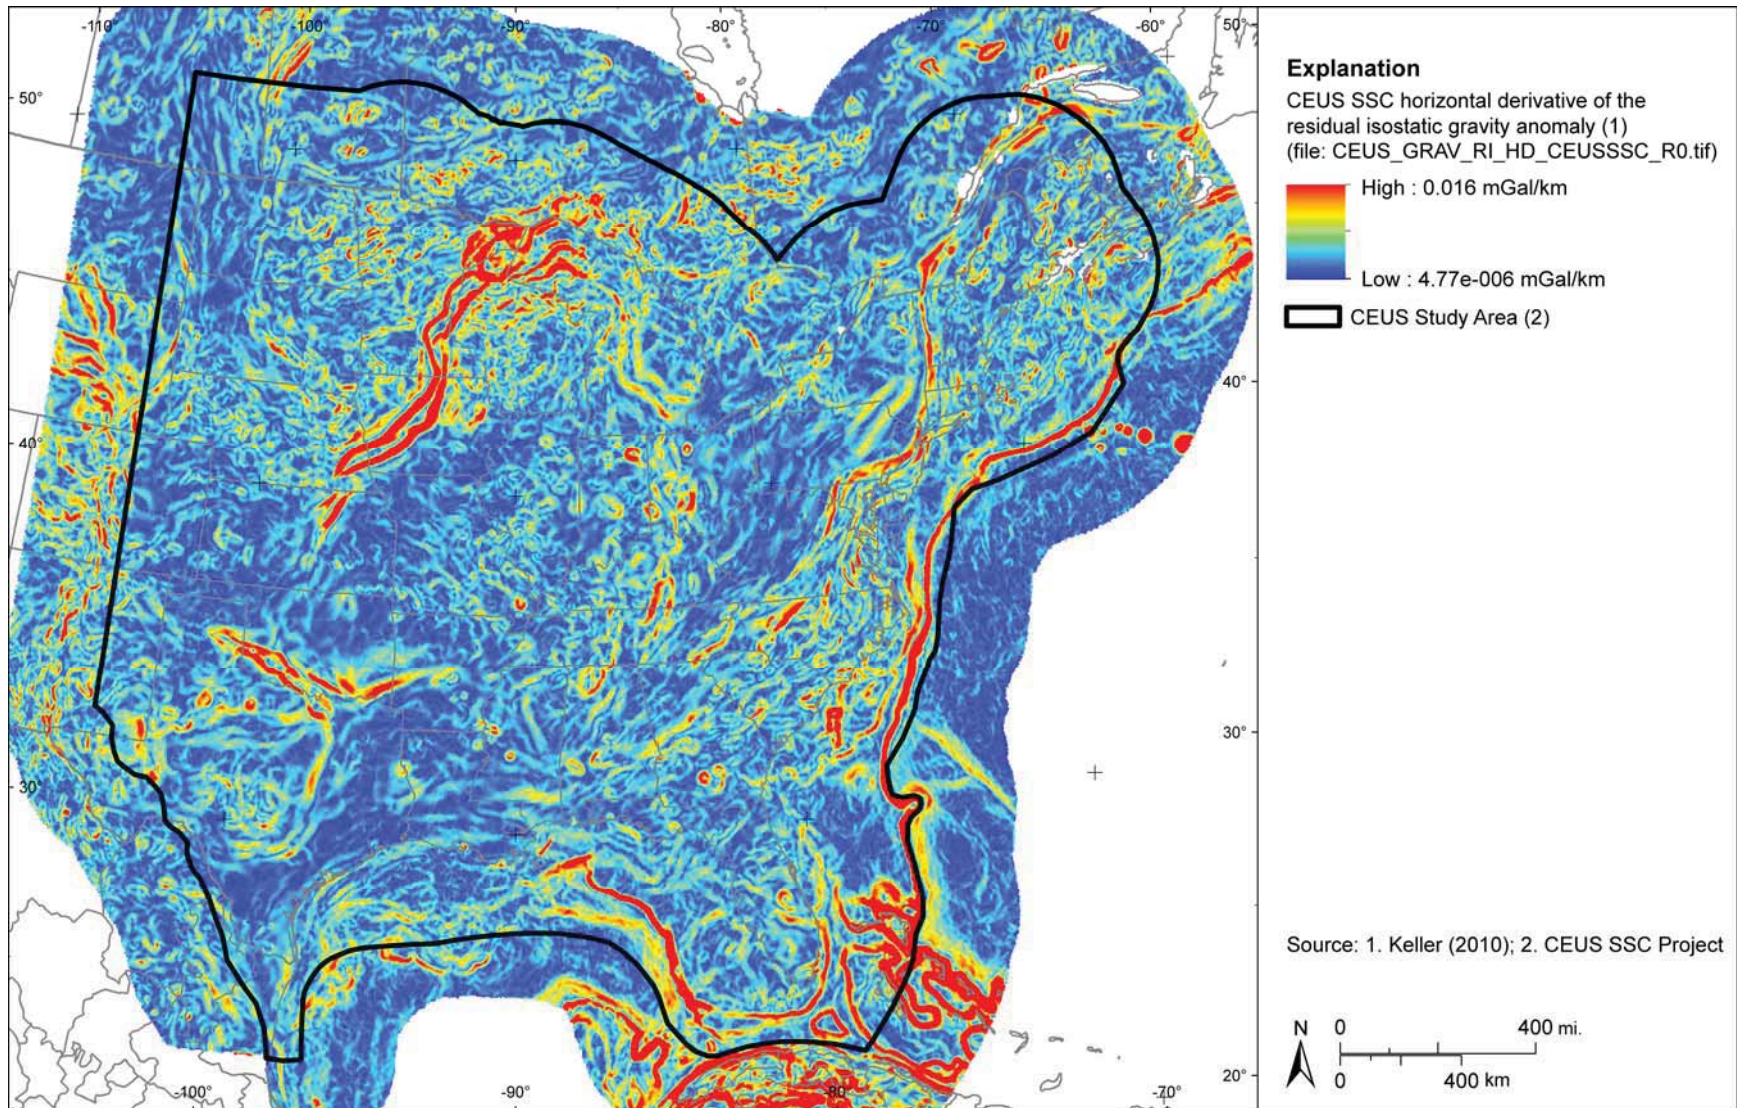 -110° -100° -90° -80° -70° -60° 50°
50°
40°
40°
30°
30°
20°
-100° -90° -80° -70°
Explanation
CEUS SSC horizontal derivative of the
residual isostatic gravity anomaly (1)
(file: CEUS_GRAV_RI_HD_CEUSSSC_R0.tif)
High : 0.016 mGal/km
Low : 4.77e-006 mGal/km
CEUS Study Area (2)
Source: 1. Keller (2010); 2. CEUS SSC Project
N 0 400 mi.
0 400 km